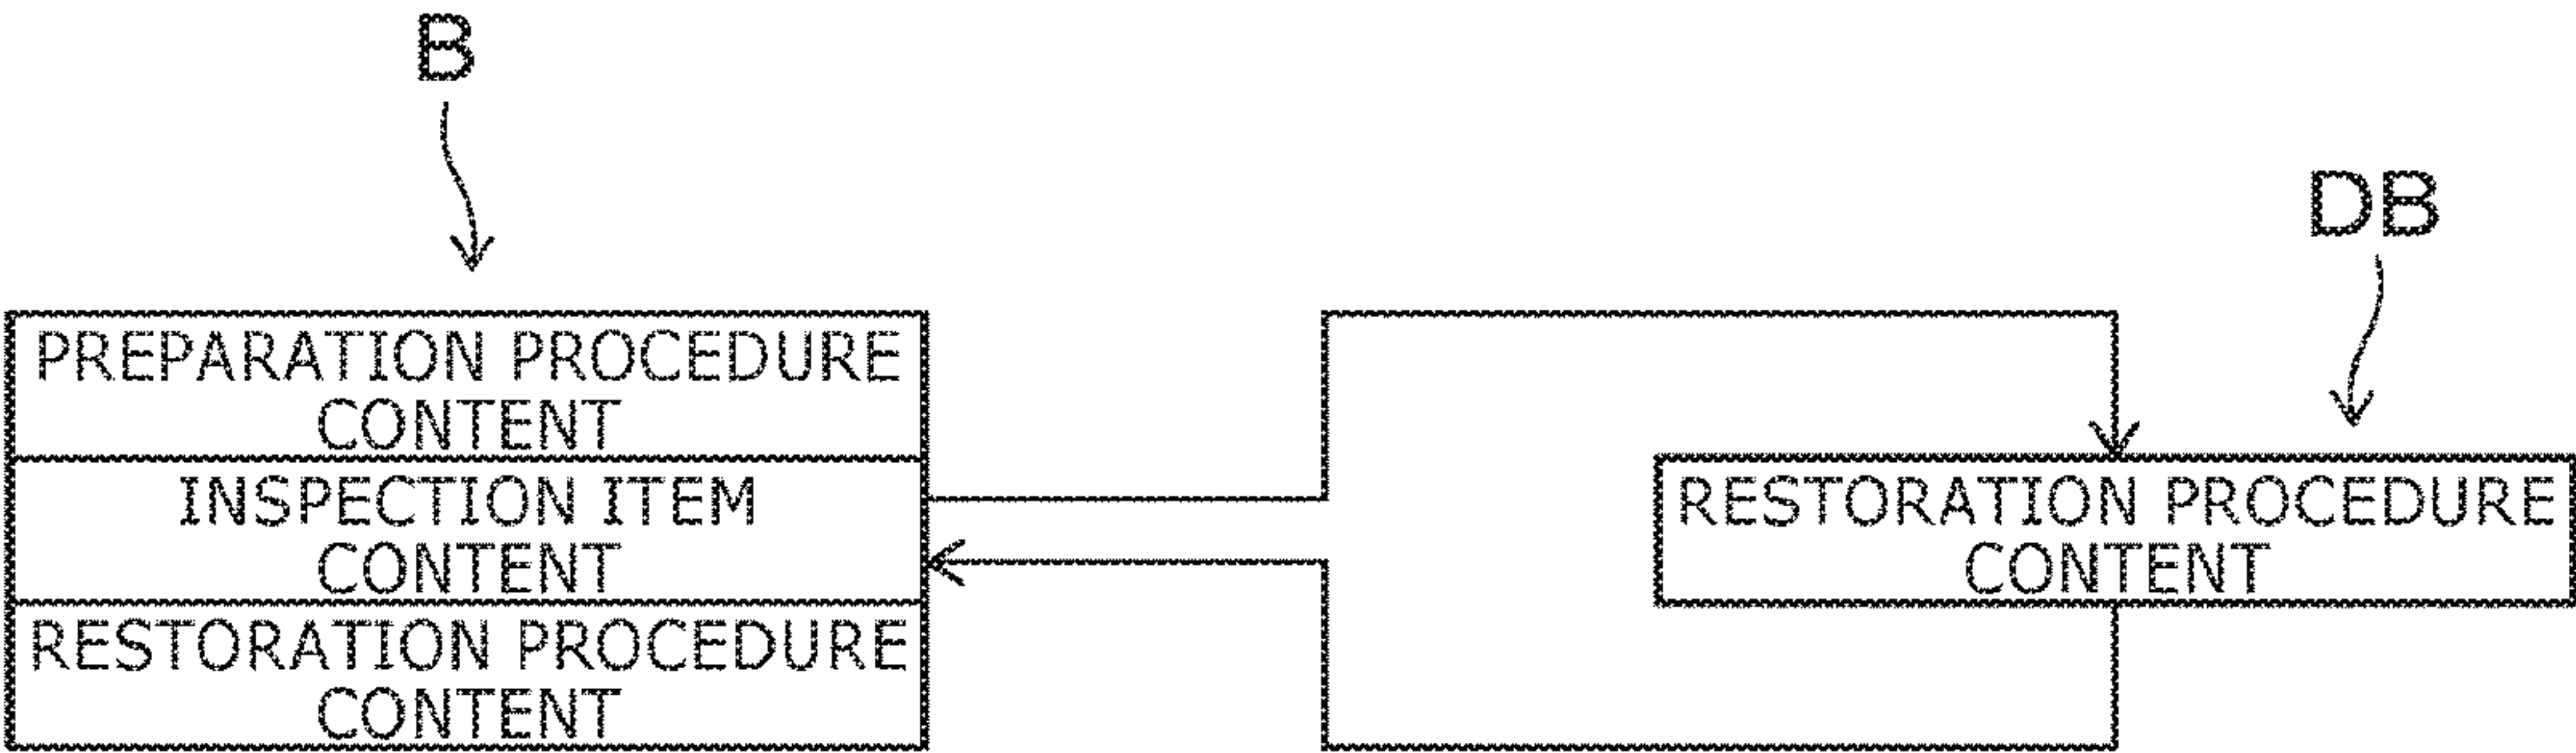 B
DB
PREPARATION PROCEDURE
CONTENT
INSPECTION ITEM
CONTENT
RESTORATION PROCEDURE
CONTENT
RESTORATION PROCEDURE
CONTENT